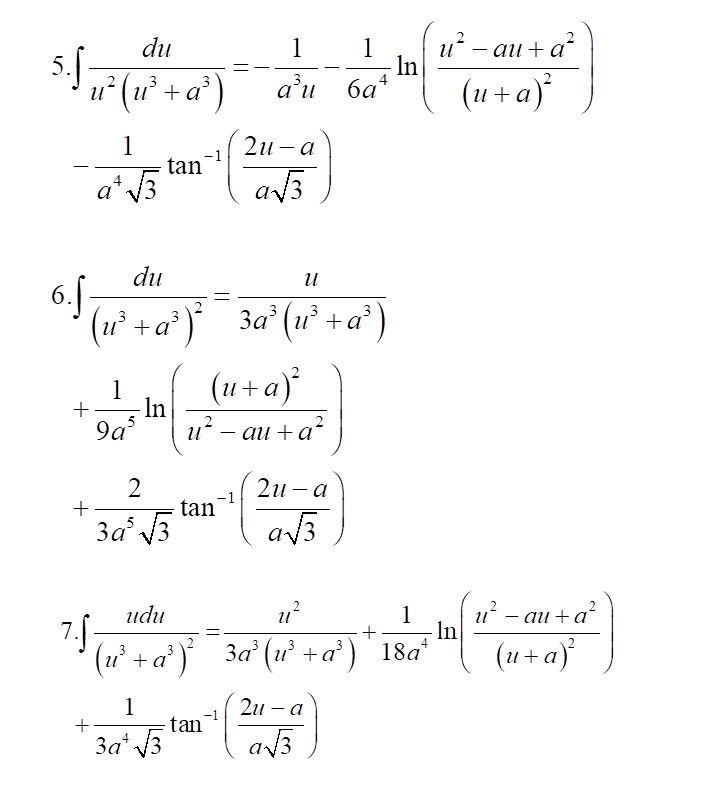 5. ∫ du / (u²(u³ + a³)) = − 1/(a³u) − 1/(6a⁴) ln( (u² − au + a²) / (u + a)² )
− 1/(a⁴√3) tan⁻¹( (2u − a) / (a√3) )
6. ∫ du / (u³ + a³)² = u / (3a³(u³ + a³))
+ 1/(9a⁵) ln( (u + a)² / (u² − au + a²) )
+ 2/(3a⁵√3) tan⁻¹( (2u − a) / (a√3) )
7. ∫ udu / (u³ + a³)² = u² / (3a³(u³ + a³)) + 1/(18a⁴) ln( (u² − au + a²) / (u + a)² )
+ 1/(3a⁴√3) tan⁻¹( (2u − a) / (a√3) )